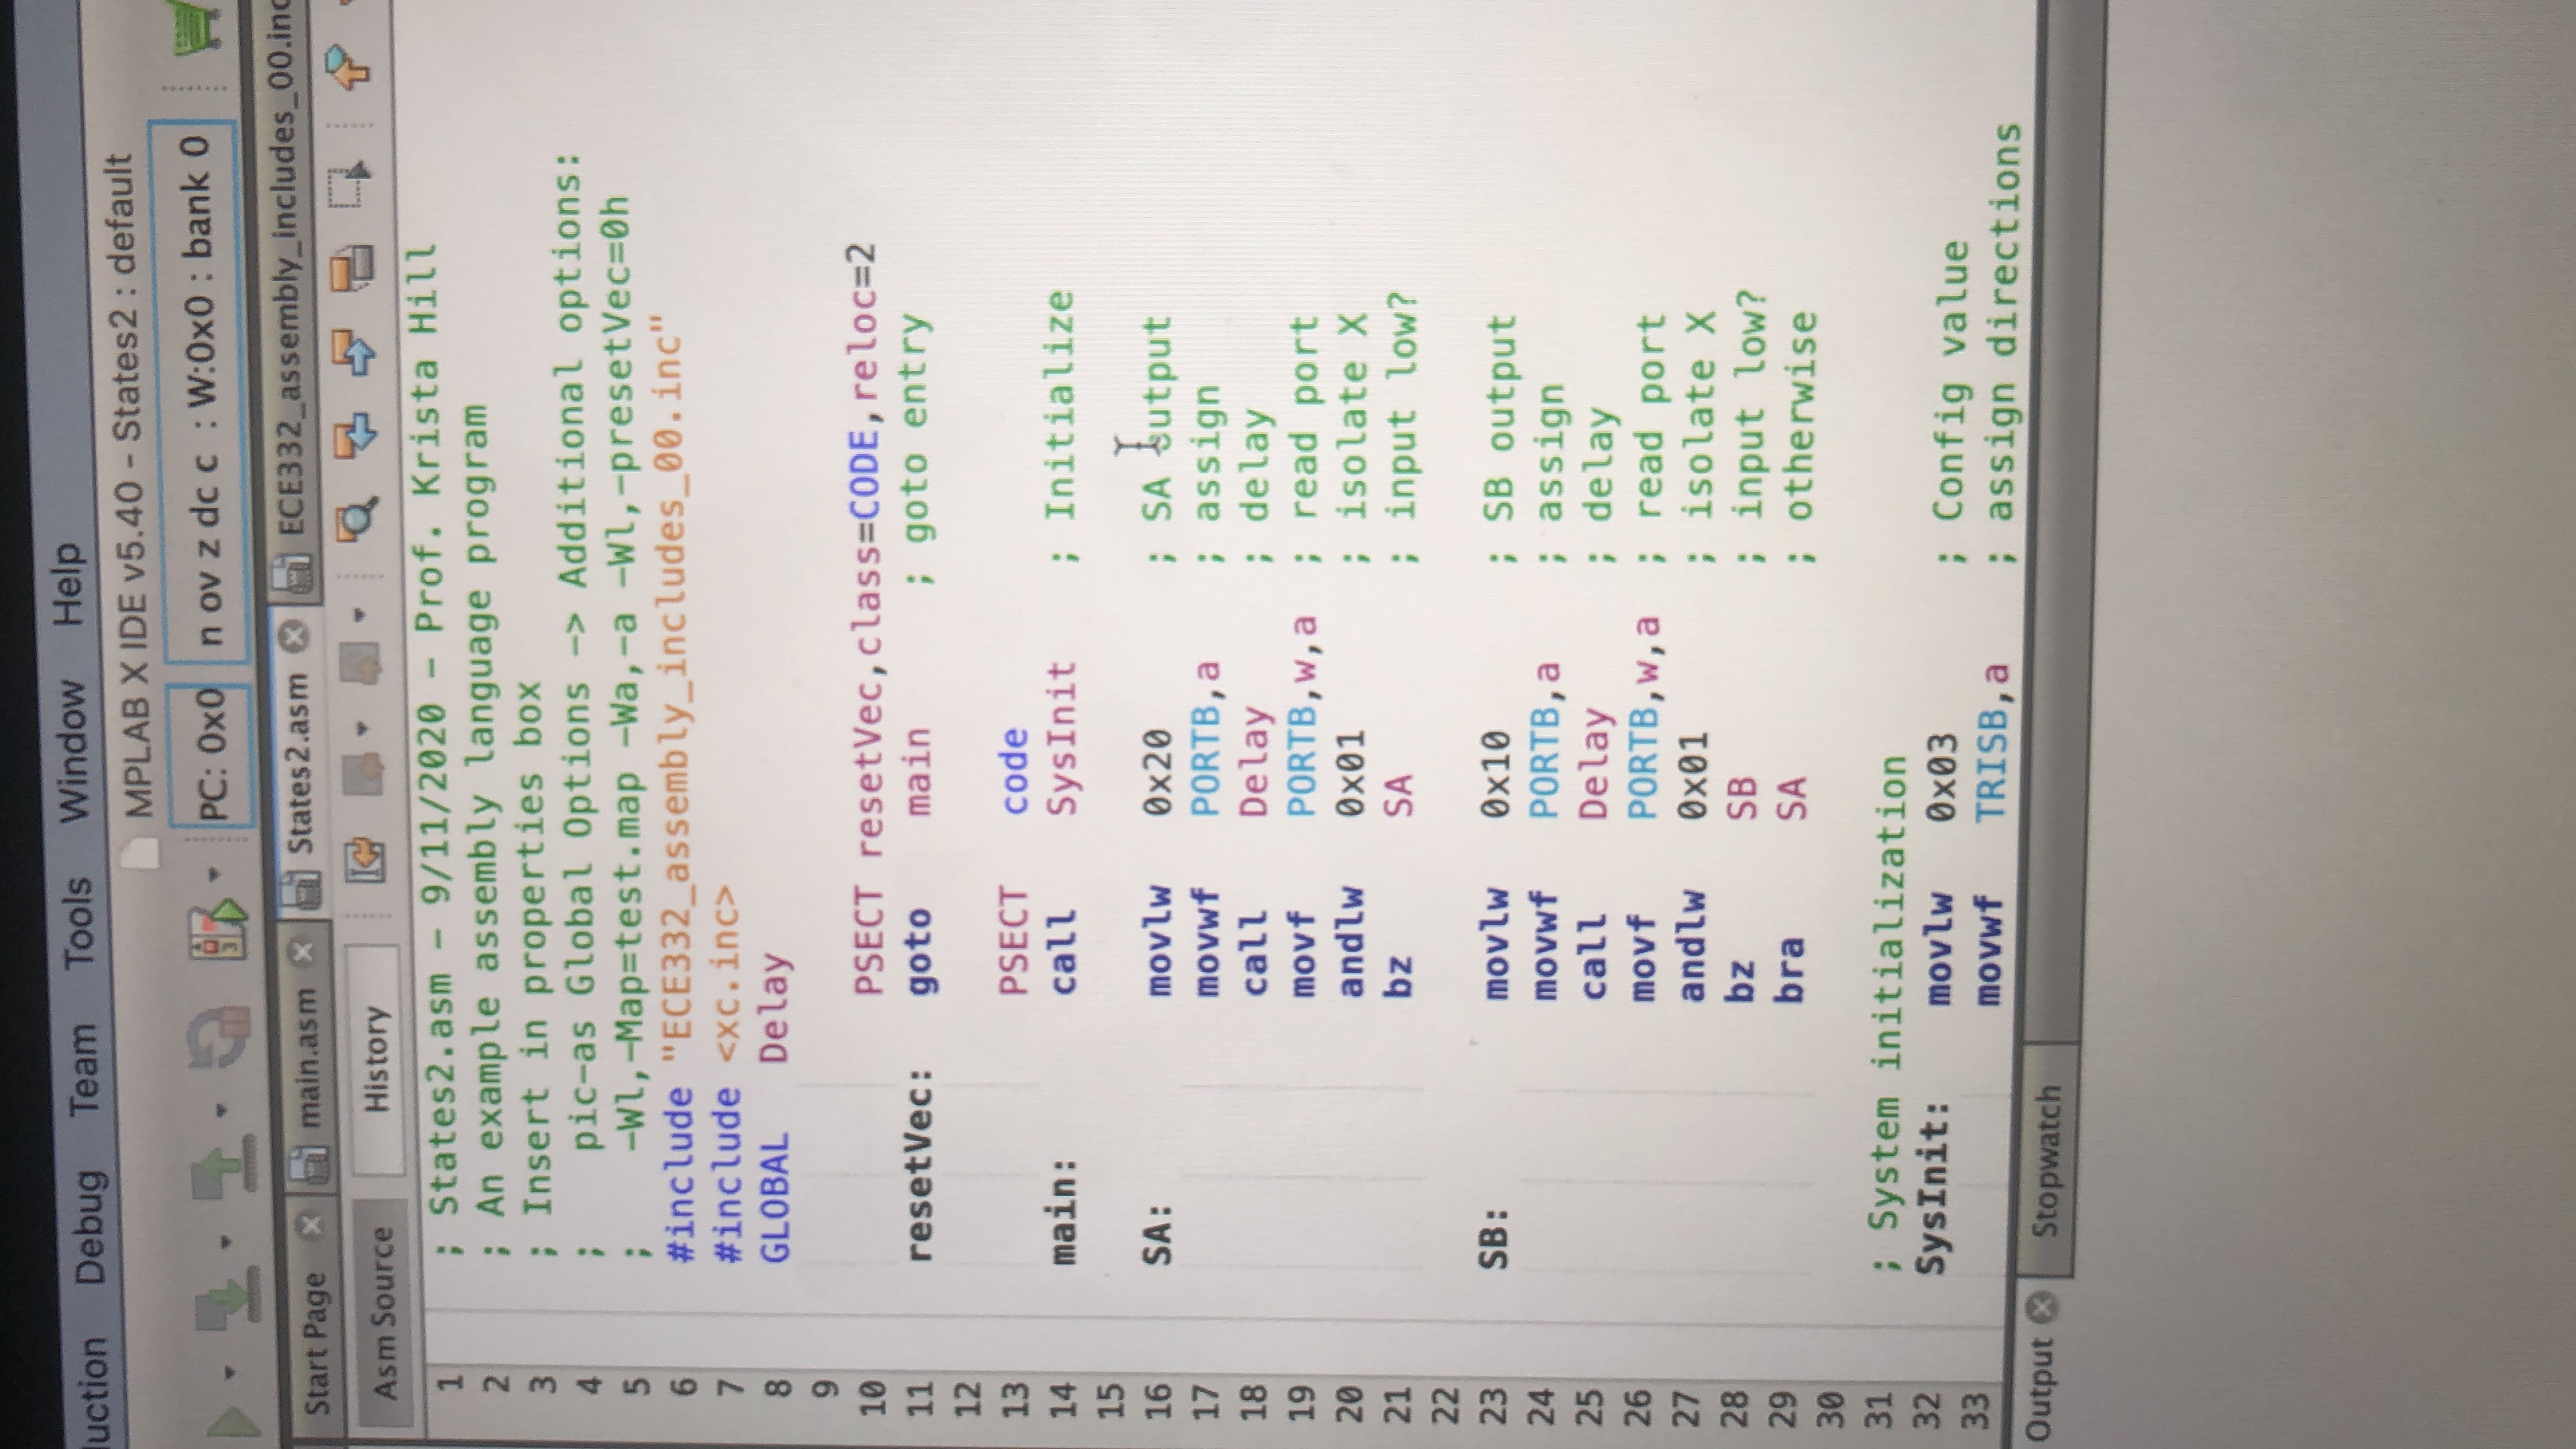 uction Debug Team Tools Window Help
MPLAB X IDE v5.40 - States2 : default
PC: 0x0 n ov z dc c : W:0x0 : bank 0
Start Page main.asm States2.asm ECE332_assembly_includes_00.inc
Asm Source History
1 ; States2.asm - 9/11/2020 - Prof. Krista Hill
2 ; An example assembly language program
3 ; Insert in properties box
4 ; pic-as Global Options -> Additional options:
5 ; -Wl,-Map=test.map -Wa,-a -Wl,-presetVec=0h
6 #include "ECE332_assembly_includes_00.inc"
7 #include <xc.inc>
8 GLOBAL Delay
9
10 PSECT resetVec,class=CODE,reloc=2
11 resetVec: goto main ; goto entry
12
13 PSECT code
14 main: call SysInit ; Initialize
15
16 SA: movlw 0x20 ; SA output
17 movwf PORTB,a ; assign
18 call Delay ; delay
19 movf PORTB,w,a ; read port
20 andlw 0x01 ; isolate X
21 bz SA ; input low?
22
23 SB: movlw 0x10 ; SB output
24 movwf PORTB,a ; assign
25 call Delay ; delay
26 movf PORTB,w,a ; read port
27 andlw 0x01 ; isolate X
28 bz SB ; input low?
29 bra SA ; otherwise
30
31 ; System initialization
32 SysInit: movlw 0x03 ; Config value
33 movwf TRISB,a ; assign directions
Output Stopwatch